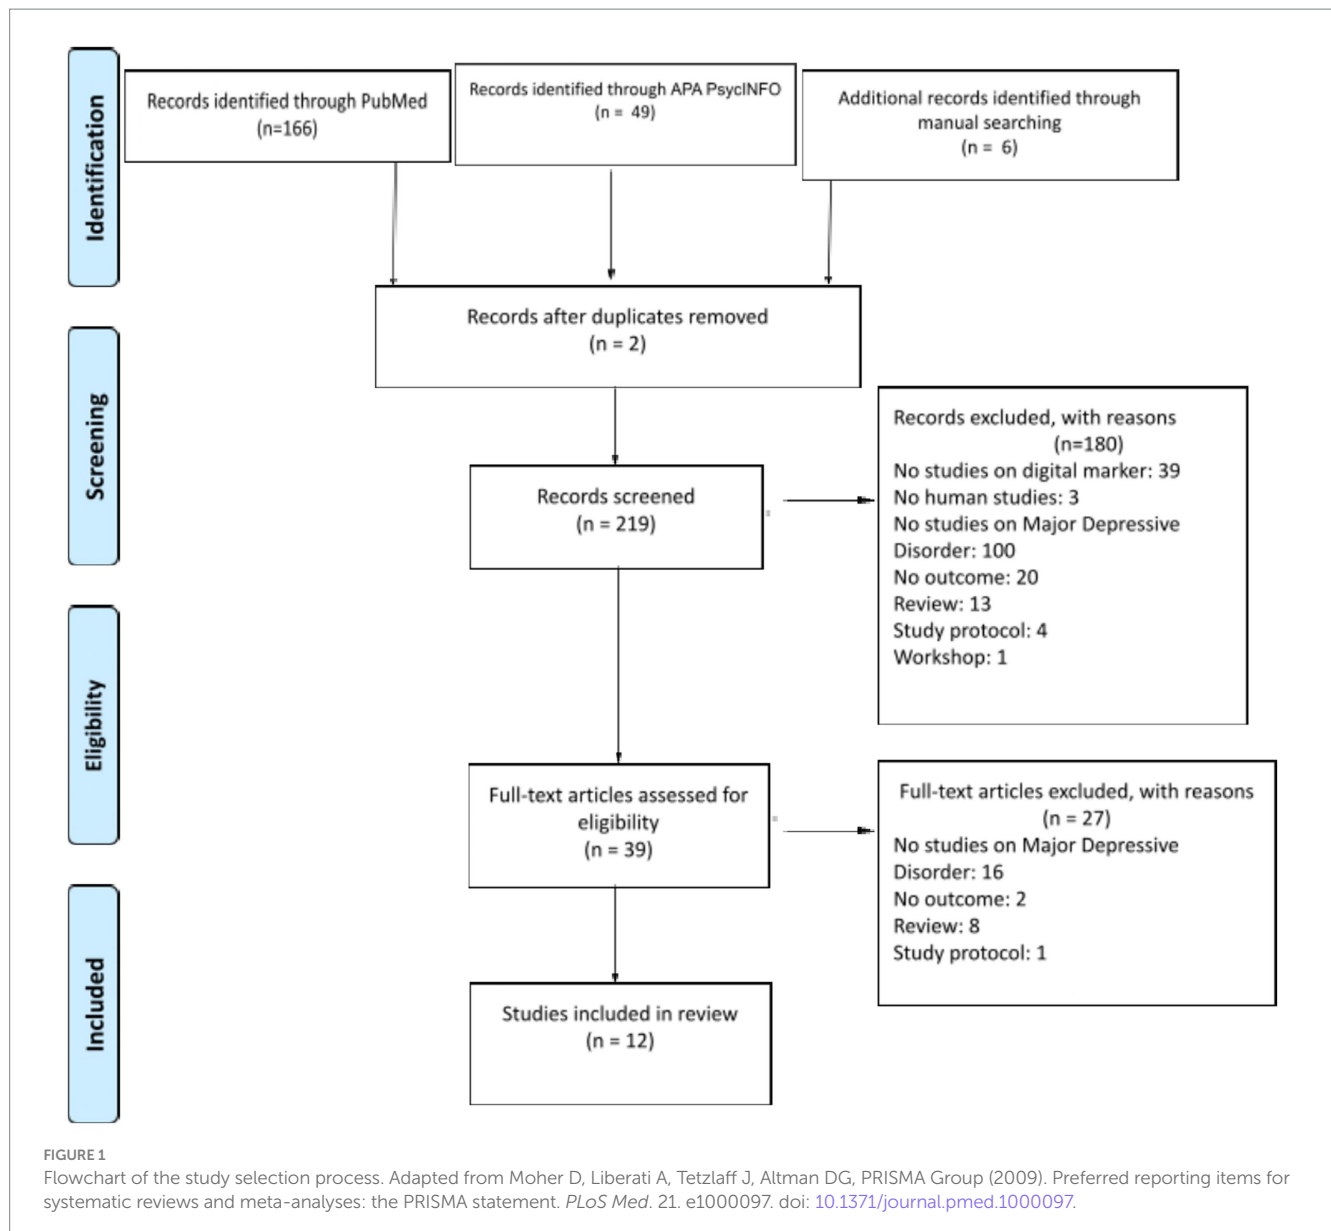 Identification
Records identified through PubMed
(n=166)
Records identified through APA PsycINFO
(n = 49)
Additional records identified through
manual searching
(n = 6)
Records after duplicates removed
(n = 2)
Screening
Records screened
(n = 219)
Records excluded, with reasons
(n=180)
No studies on digital marker: 39
No human studies: 3
No studies on Major Depressive
Disorder: 100
No outcome: 20
Review: 13
Study protocol: 4
Workshop: 1
Eligibility
Full-text articles assessed for
eligibility
(n = 39)
Full-text articles excluded, with reasons
(n = 27)
No studies on Major Depressive
Disorder: 16
No outcome: 2
Review: 8
Study protocol: 1
Included
Studies included in review
(n = 12)
FIGURE 1
Flowchart of the study selection process. Adapted from Moher D, Liberati A, Tetzlaff J, Altman DG, PRISMA Group (2009). Preferred reporting items for
systematic reviews and meta-analyses: the PRISMA statement. PLoS Med. 21. e1000097. doi: 10.1371/journal.pmed.1000097.